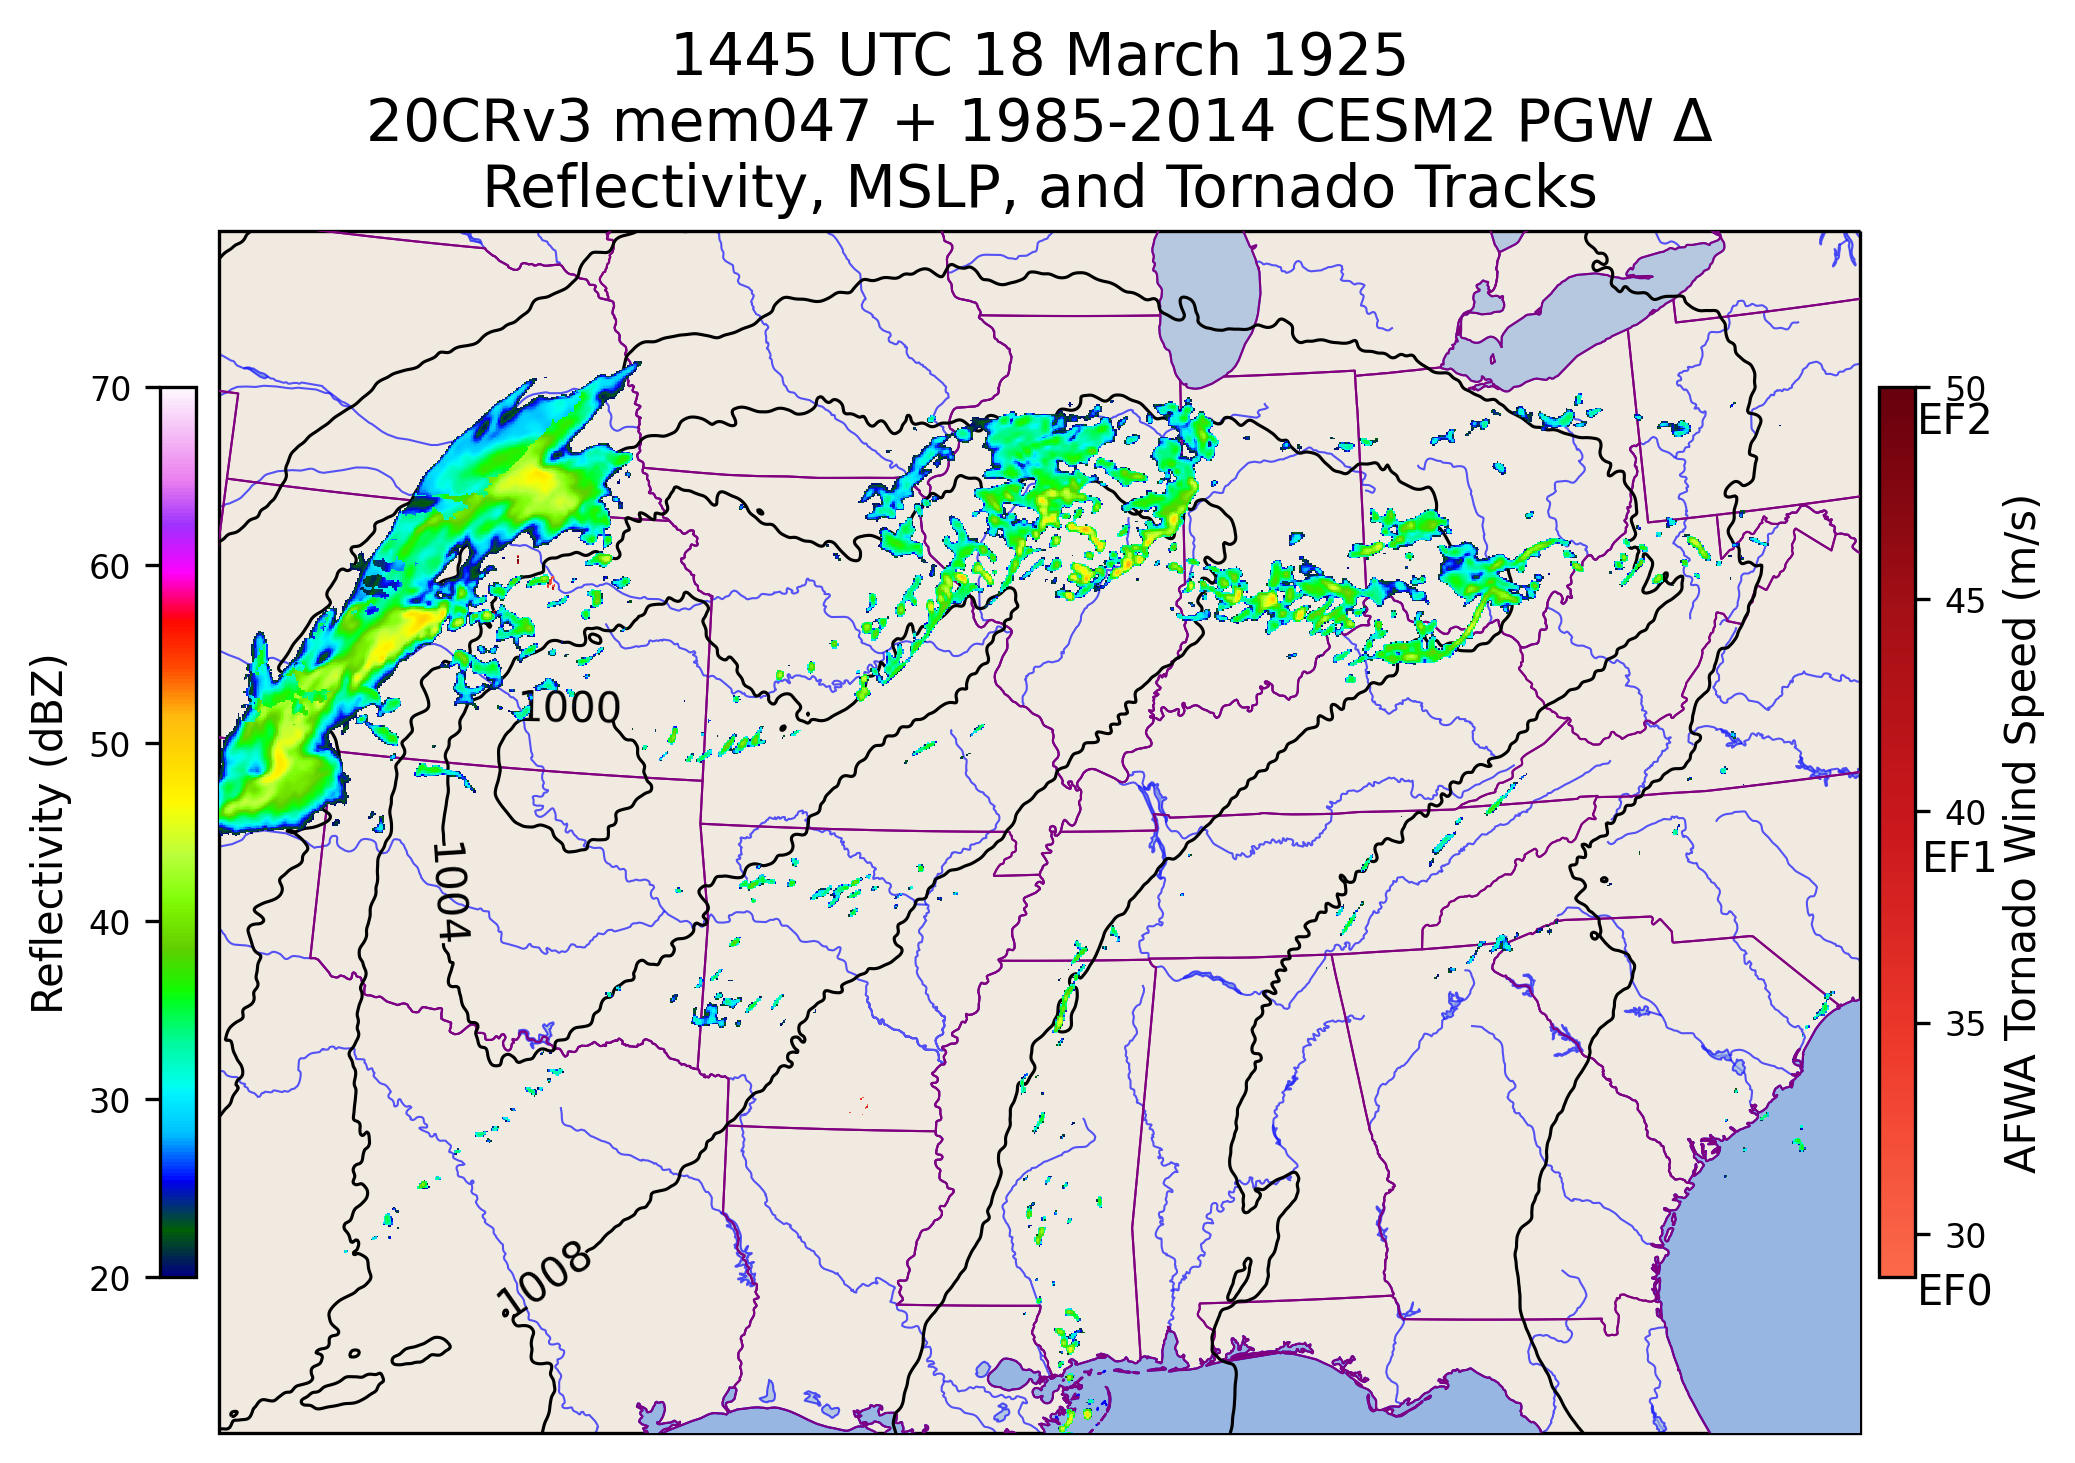 1445 UTC 18 March 1925
20CRv3 mem047 + 1985-2014 CESM2 PGW Δ
Reflectivity, MSLP, and Tornado Tracks
70
60
50
40
30
20
Reflectivity (dBZ)
1000
1004
1008
50
EF2
45
40
EF1
35
30
EF0
AFWA Tornado Wind Speed (m/s)